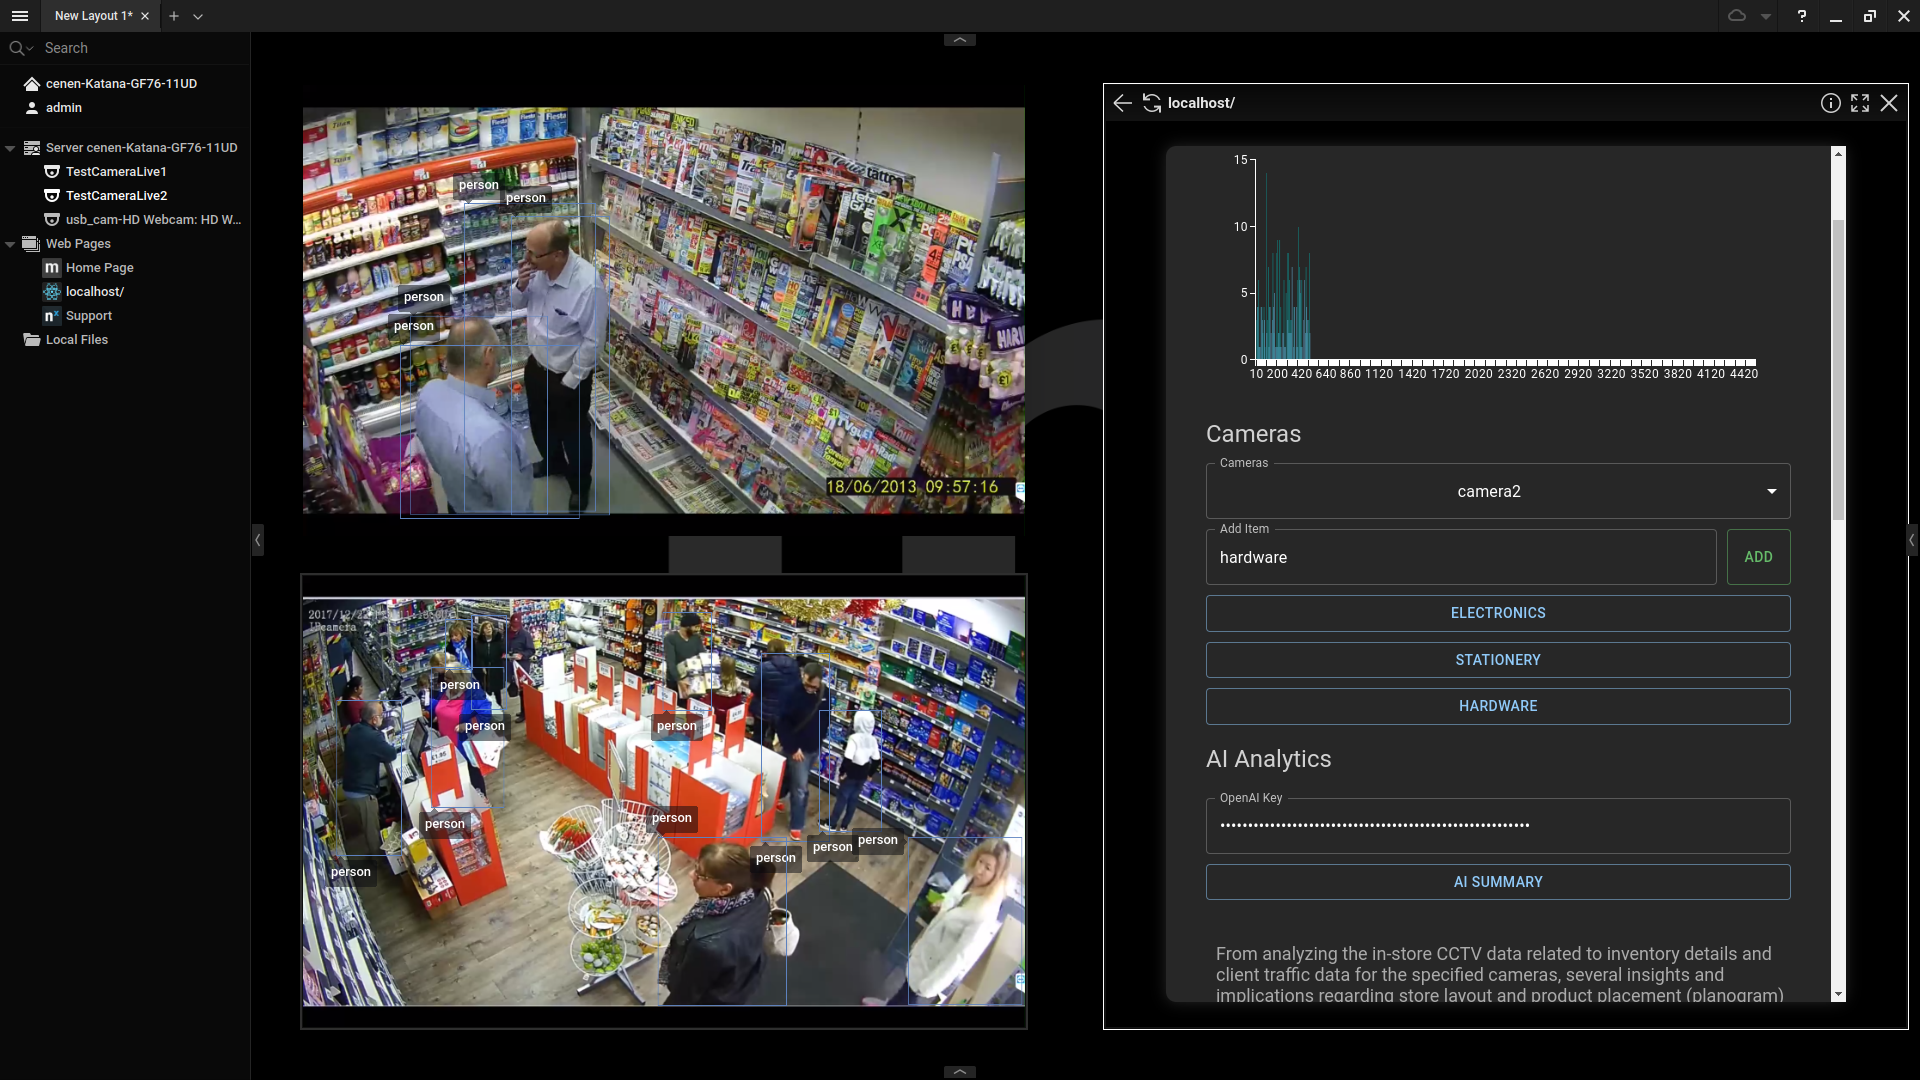 New Layout 1*
Search
cenen-Katana-GF76-11UD
admin
Server cenen-Katana-GF76-11UD
TestCameraLive1
TestCameraLive2
usb_cam-HD Webcam: HD W...
Web Pages
m Home Page
localhost/
nx Support
Local Files
Fiesta
Fiesta
person
person
person
person
18/06/2013 09:57:16
person
person
person
person
person
person
person
person
person
localhost/
15
10
5
0
10 200 420 640 860 1120 1420 1720 2020 2320 2620 2920 3220 3520 3820 4120 4420
Cameras
Cameras
camera2
Add Item
hardware
ADD
ELECTRONICS
STATIONERY
HARDWARE
AI Analytics
OpenAI Key
AI SUMMARY
From analyzing the in-store CCTV data related to inventory details and
client traffic data for the specified cameras, several insights and
implications regarding store layout and product placement (planogram)